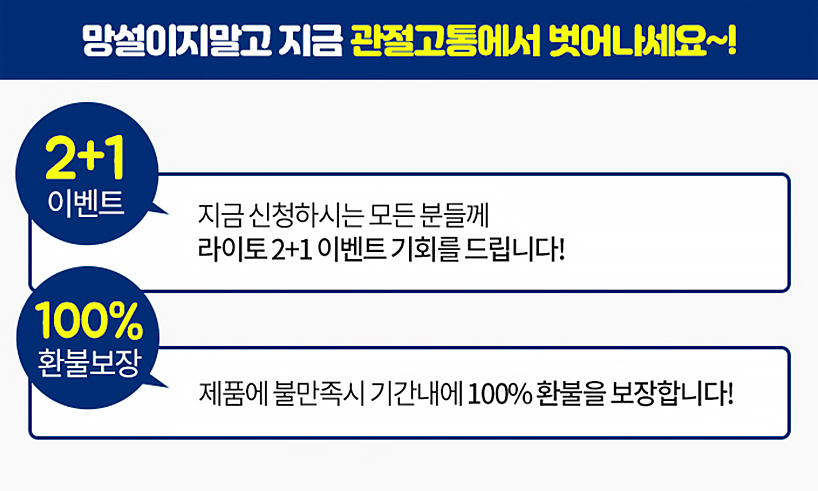 망설이지말고 지금 관절고통에서 벗어나세요~!
2+1
이벤트
지금 신청하시는 모든 분들께
라이토 2+1 이벤트 기회를 드립니다!
100%
환불보장
제품에 불만족시 기간내에 100% 환불을 보장합니다!